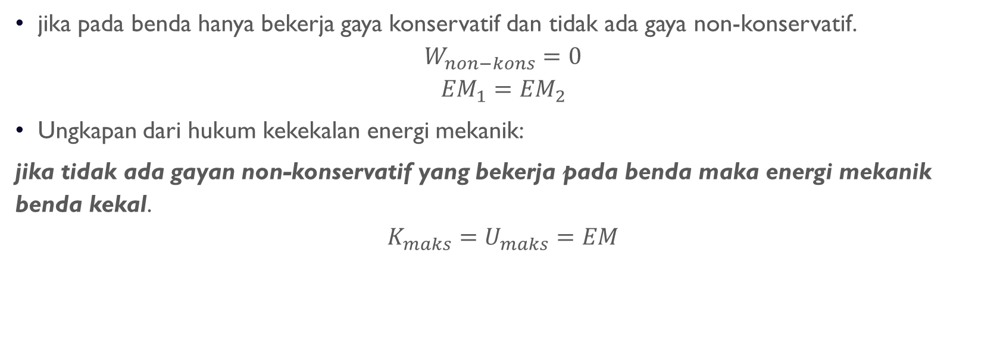 • jika pada benda hanya bekerja gaya konservatif dan tidak ada gaya non-konservatif.
W_{non−kons} = 0
EM_1 = EM_2
• Ungkapan dari hukum kekekalan energi mekanik:
jika tidak ada gayan non-konservatif yang bekerja pada benda maka energi mekanik
benda kekal.
K_{maks} = U_{maks} = EM